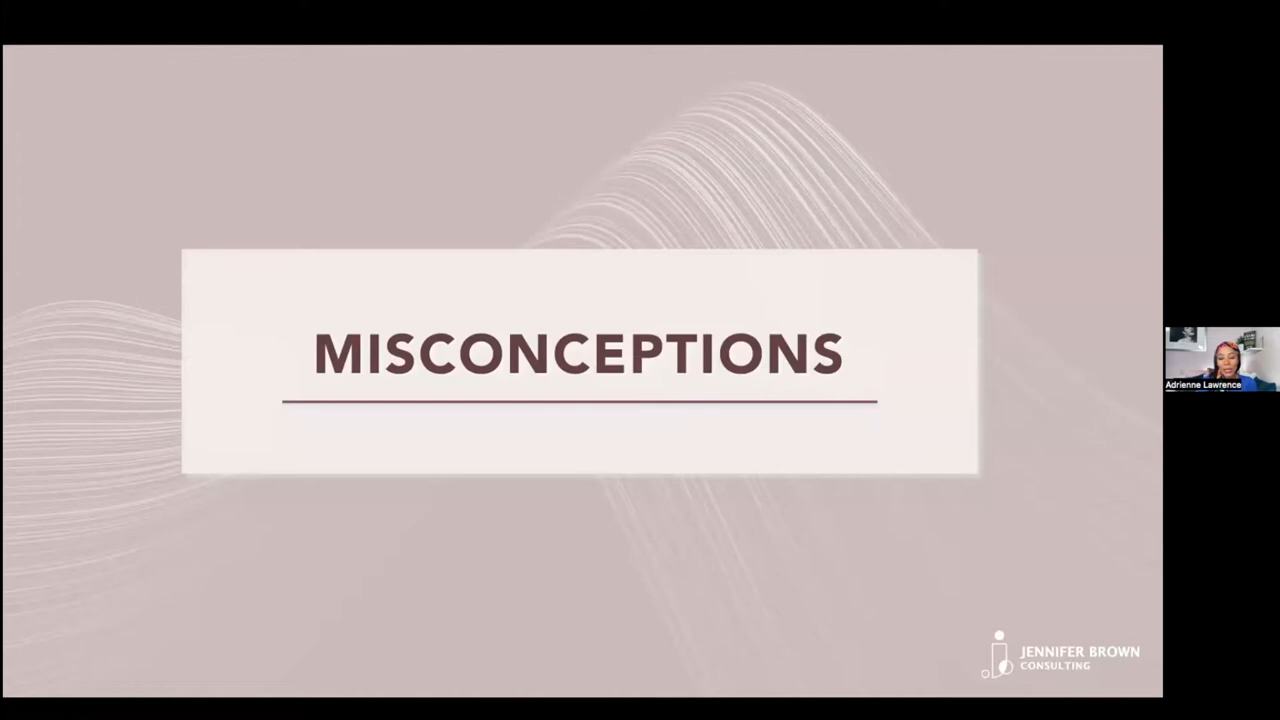 MISCONCEPTIONS
Adrienne Lawrence
JENNIFER BROWN
CONSULTING